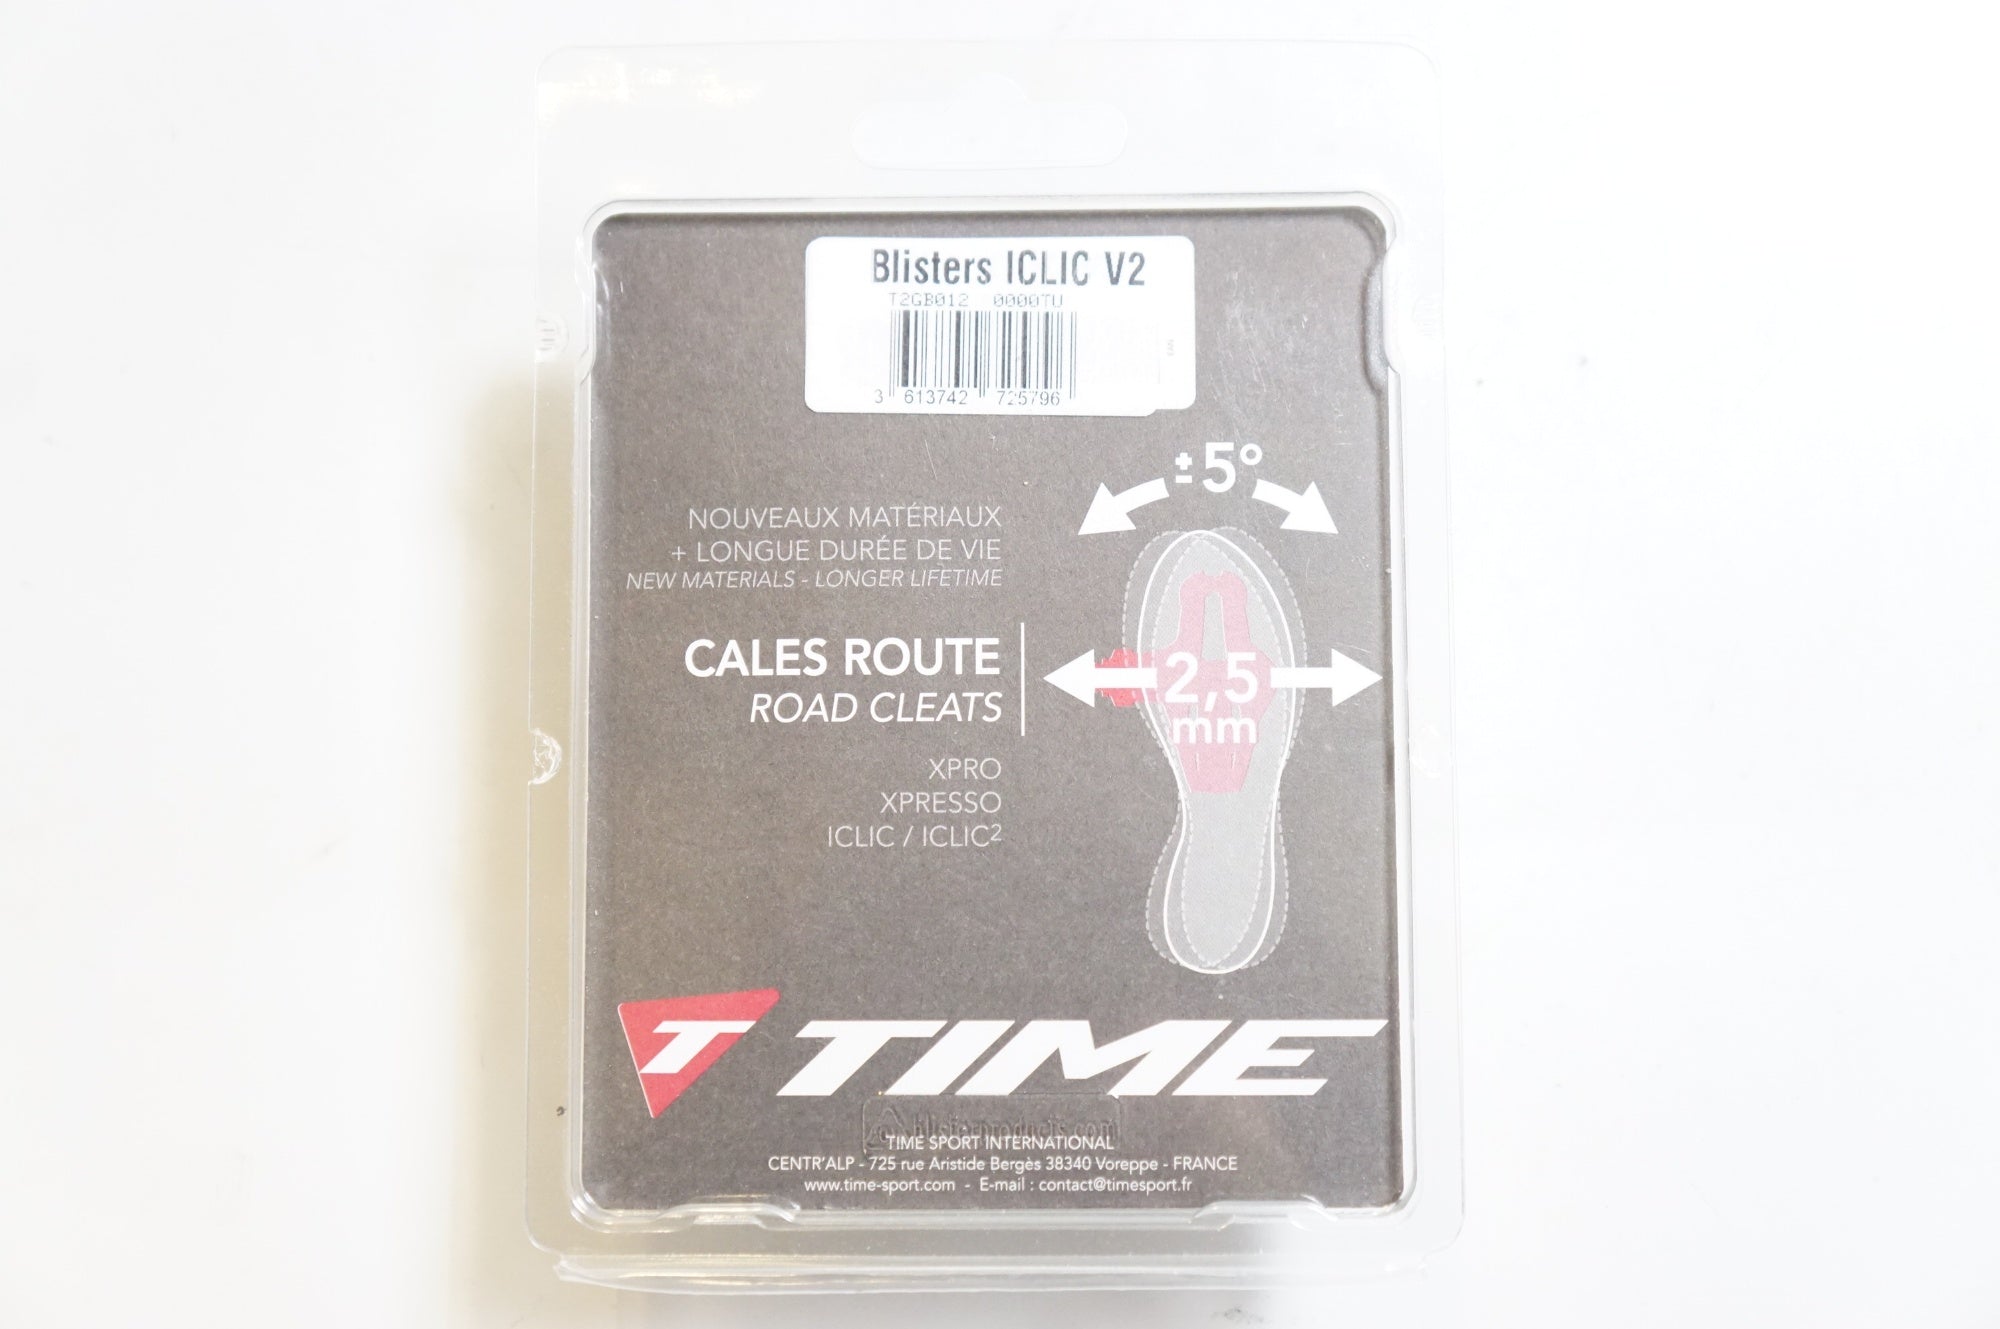 Blisters ICLIC V2
T2GB012 0000TU
3 613742 725796
± 5°
NOUVEAUX MATÉRIAUX
+ LONGUE DURÉE DE VIE
NEW MATERIALS - LONGER LIFETIME
CALES ROUTE
ROAD CLEATS
2,5
mm
XPRO
XPRESSO
ICLIC / ICLIC²
T TIME
blisterproducts.com
TIME SPORT INTERNATIONAL
CENTR'ALP - 725 rue Aristide Bergès 38340 Voreppe - FRANCE
www.time-sport.com - E-mail : contact@timesport.fr